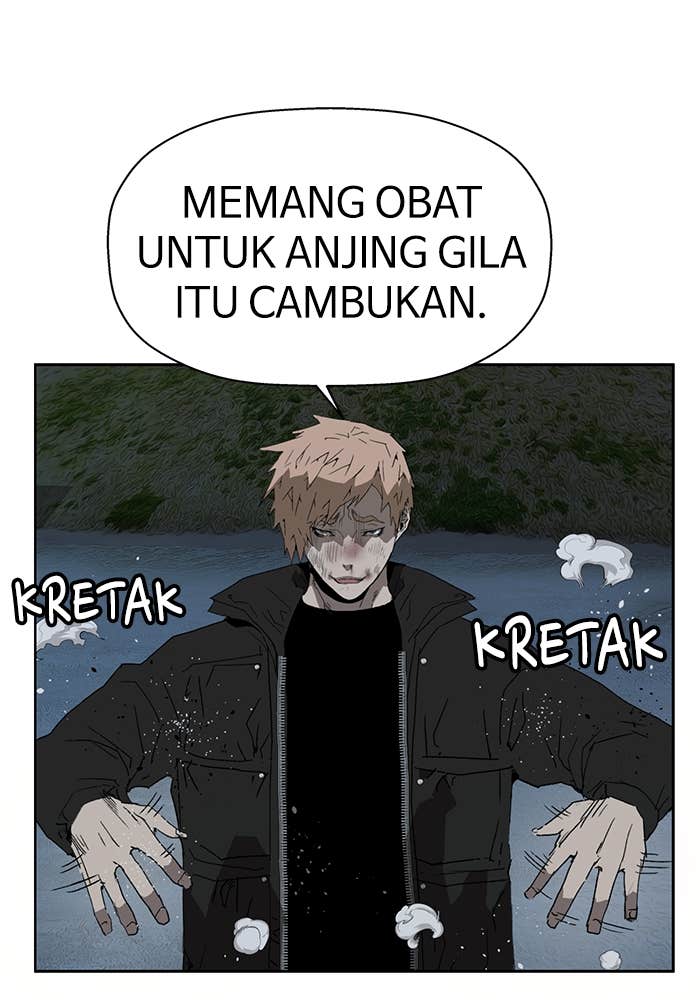 MEMANG OBAT
UNTUK ANJING GILA
ITU CAMBUKAN.
KRETAK
KRETAK